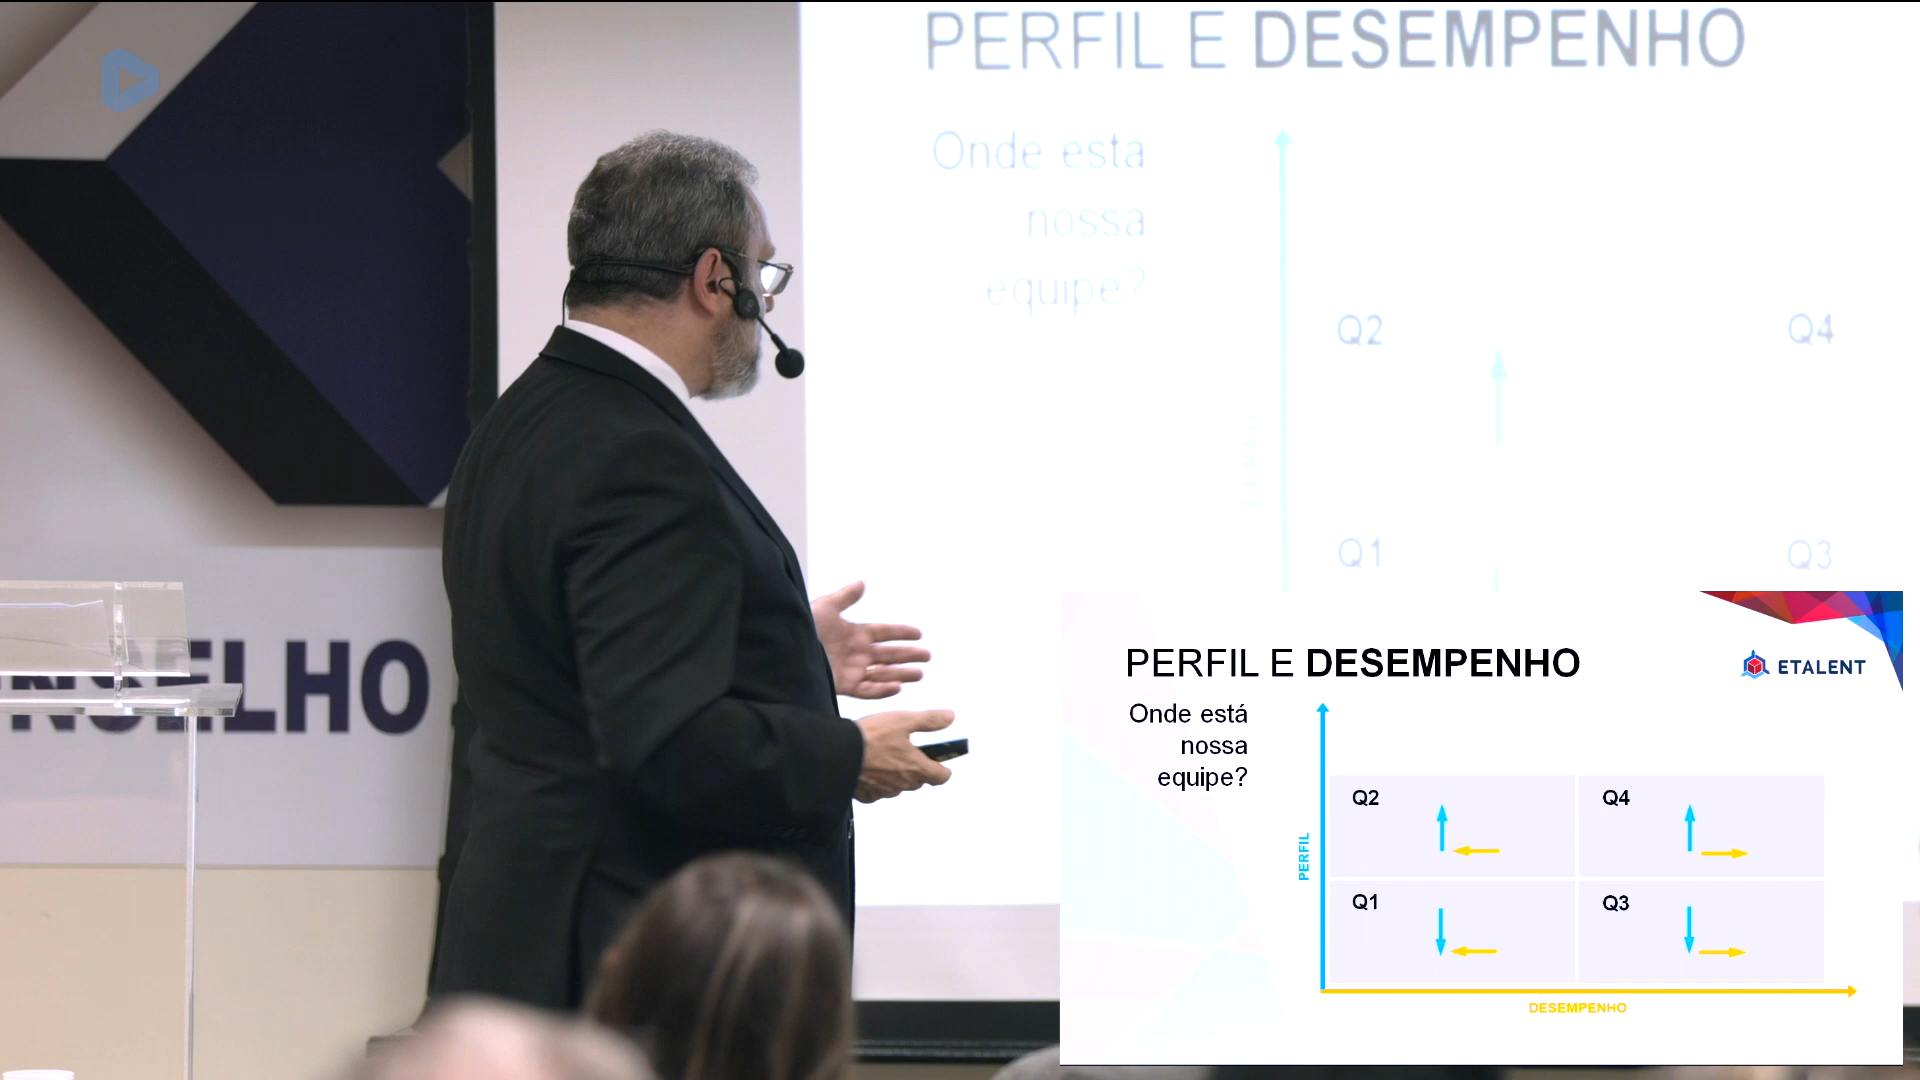 PERFIL E DESEMPENHO
Onde esta
nossa
equipe?
Q2
Q4
Q1
Q3
NSELHO
PERFIL E DESEMPENHO
ETALENT
Onde está
nossa
equipe?
Q2
Q4
PERFIL
Q1
Q3
DESEMPENHO